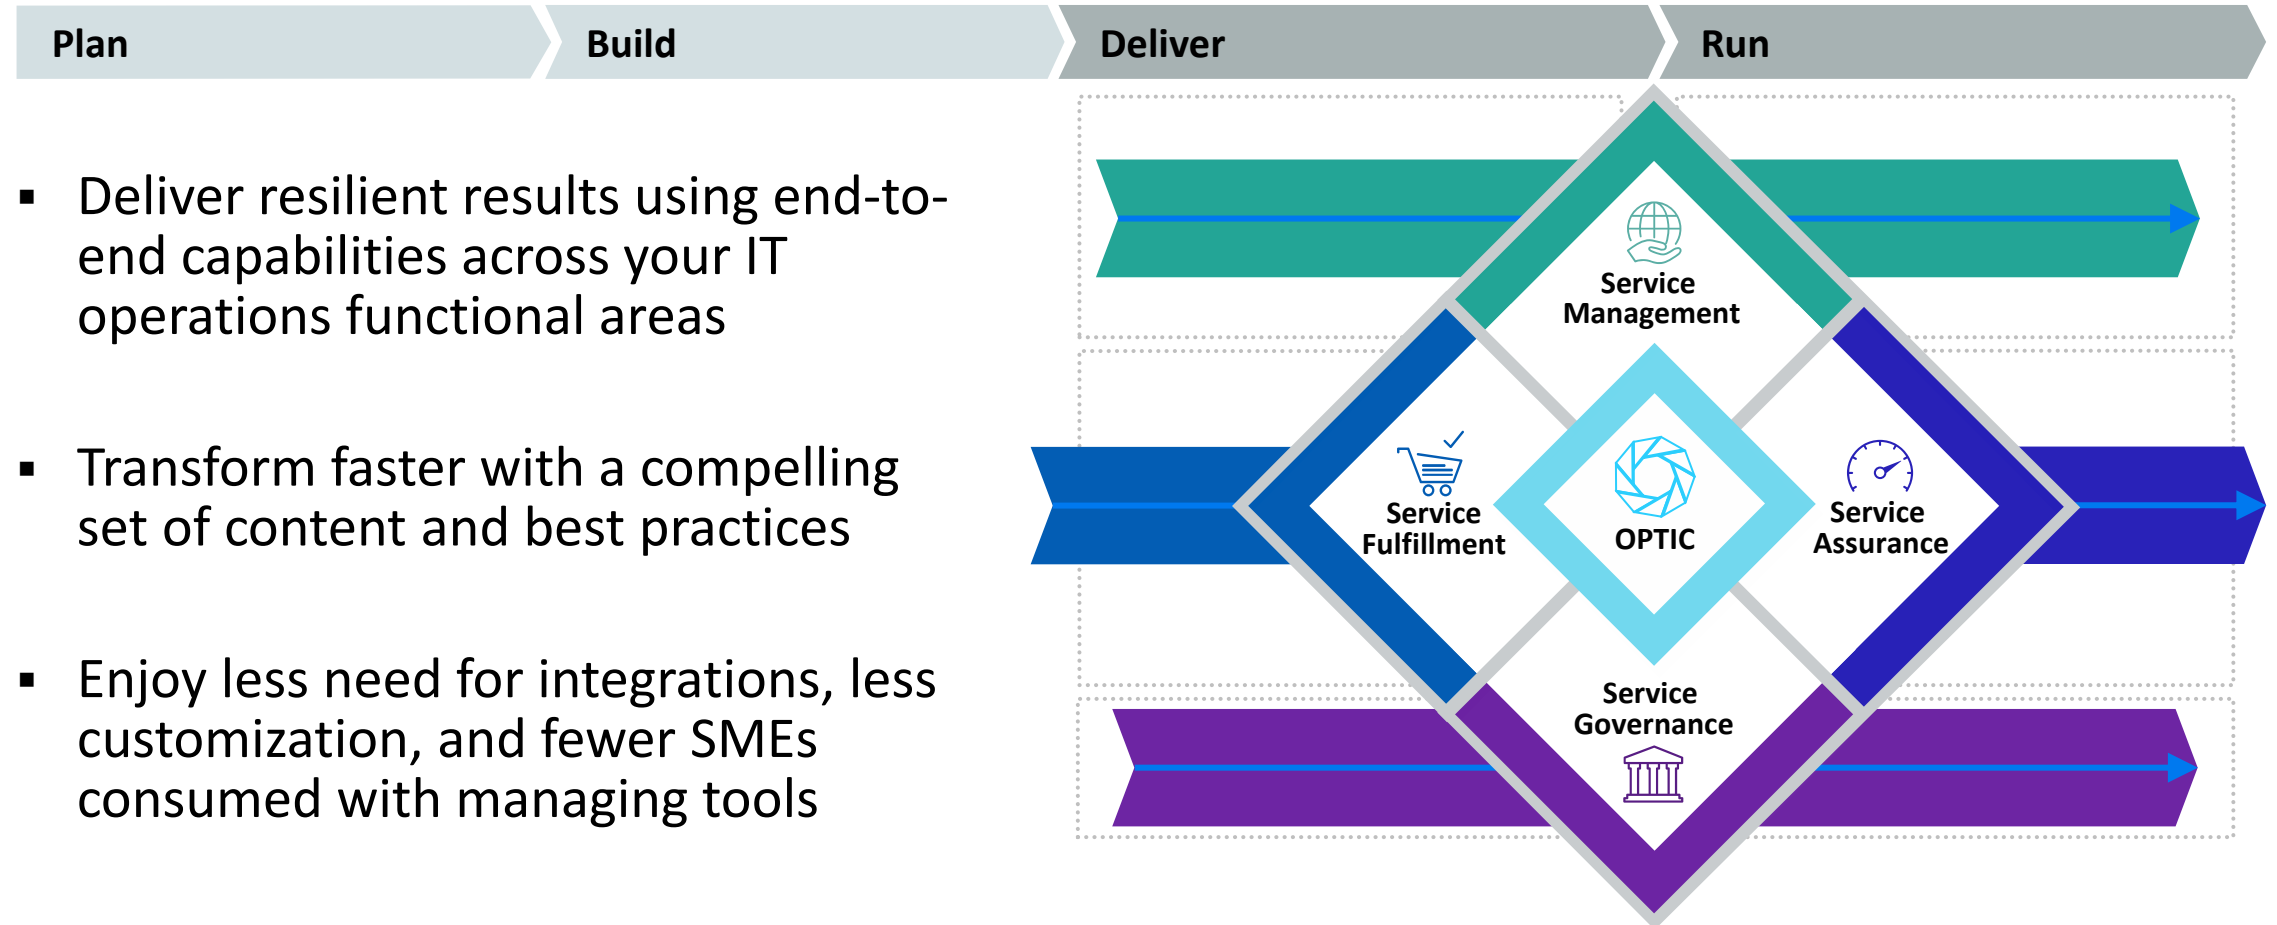 Plan
Build
Deliver
Run
▪ Deliver resilient results using end-to-
end capabilities across your IT
operations functional areas
▪ Transform faster with a compelling
set of content and best practices
▪ Enjoy less need for integrations, less
customization, and fewer SMEs
consumed with managing tools
Service
Management
Service
Fulfillment
OPTIC
Service
Assurance
Service
Governance